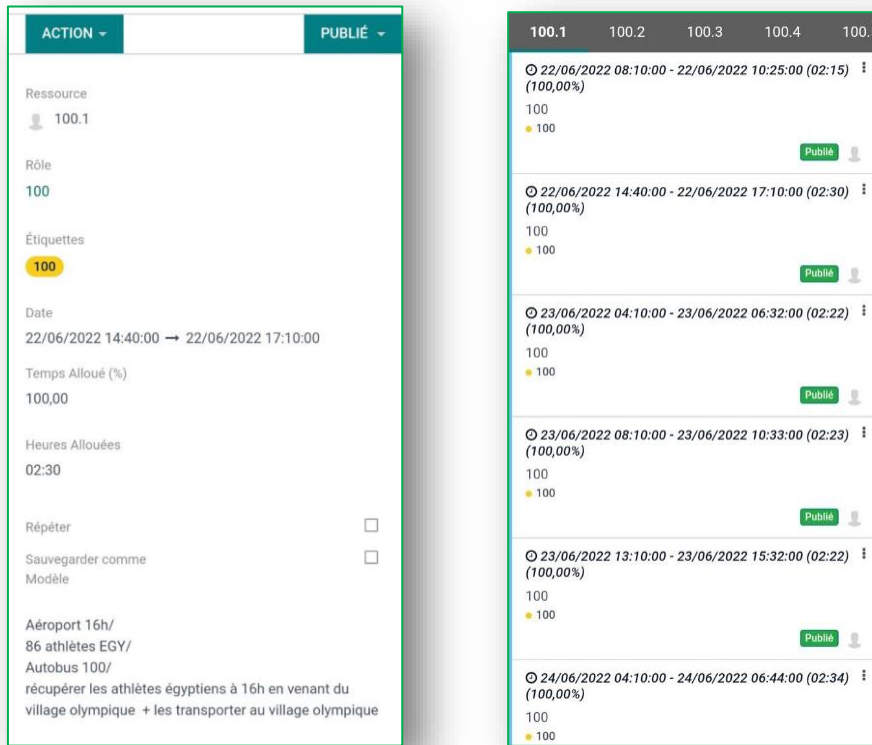 ACTION
PUBLIÉ
Ressource
100.1
Rôle
100
Étiquettes
100
Date
22/06/2022 14:40:00 → 22/06/2022 17:10:00
Temps Alloué (%)
100,00
Heures Allouées
02:30
Répéter
Sauvegarder comme
Modèle
Aéroport 16h/
86 athlètes EGY/
Autobus 100/
récupérer les athlètes égyptiens à 16h en venant du
village olympique + les transporter au village olympique
100.1 100.2 100.3 100.4 100.
22/06/2022 08:10:00 - 22/06/2022 10:25:00 (02:15)
(100,00%)
100
100
Publié
22/06/2022 14:40:00 - 22/06/2022 17:10:00 (02:30)
(100,00%)
100
100
Publié
23/06/2022 04:10:00 - 23/06/2022 06:32:00 (02:22)
(100,00%)
100
100
Publié
23/06/2022 08:10:00 - 23/06/2022 10:33:00 (02:23)
(100,00%)
100
100
Publié
23/06/2022 13:10:00 - 23/06/2022 15:32:00 (02:22)
(100,00%)
100
100
Publié
24/06/2022 04:10:00 - 24/06/2022 06:44:00 (02:34)
(100,00%)
100
100